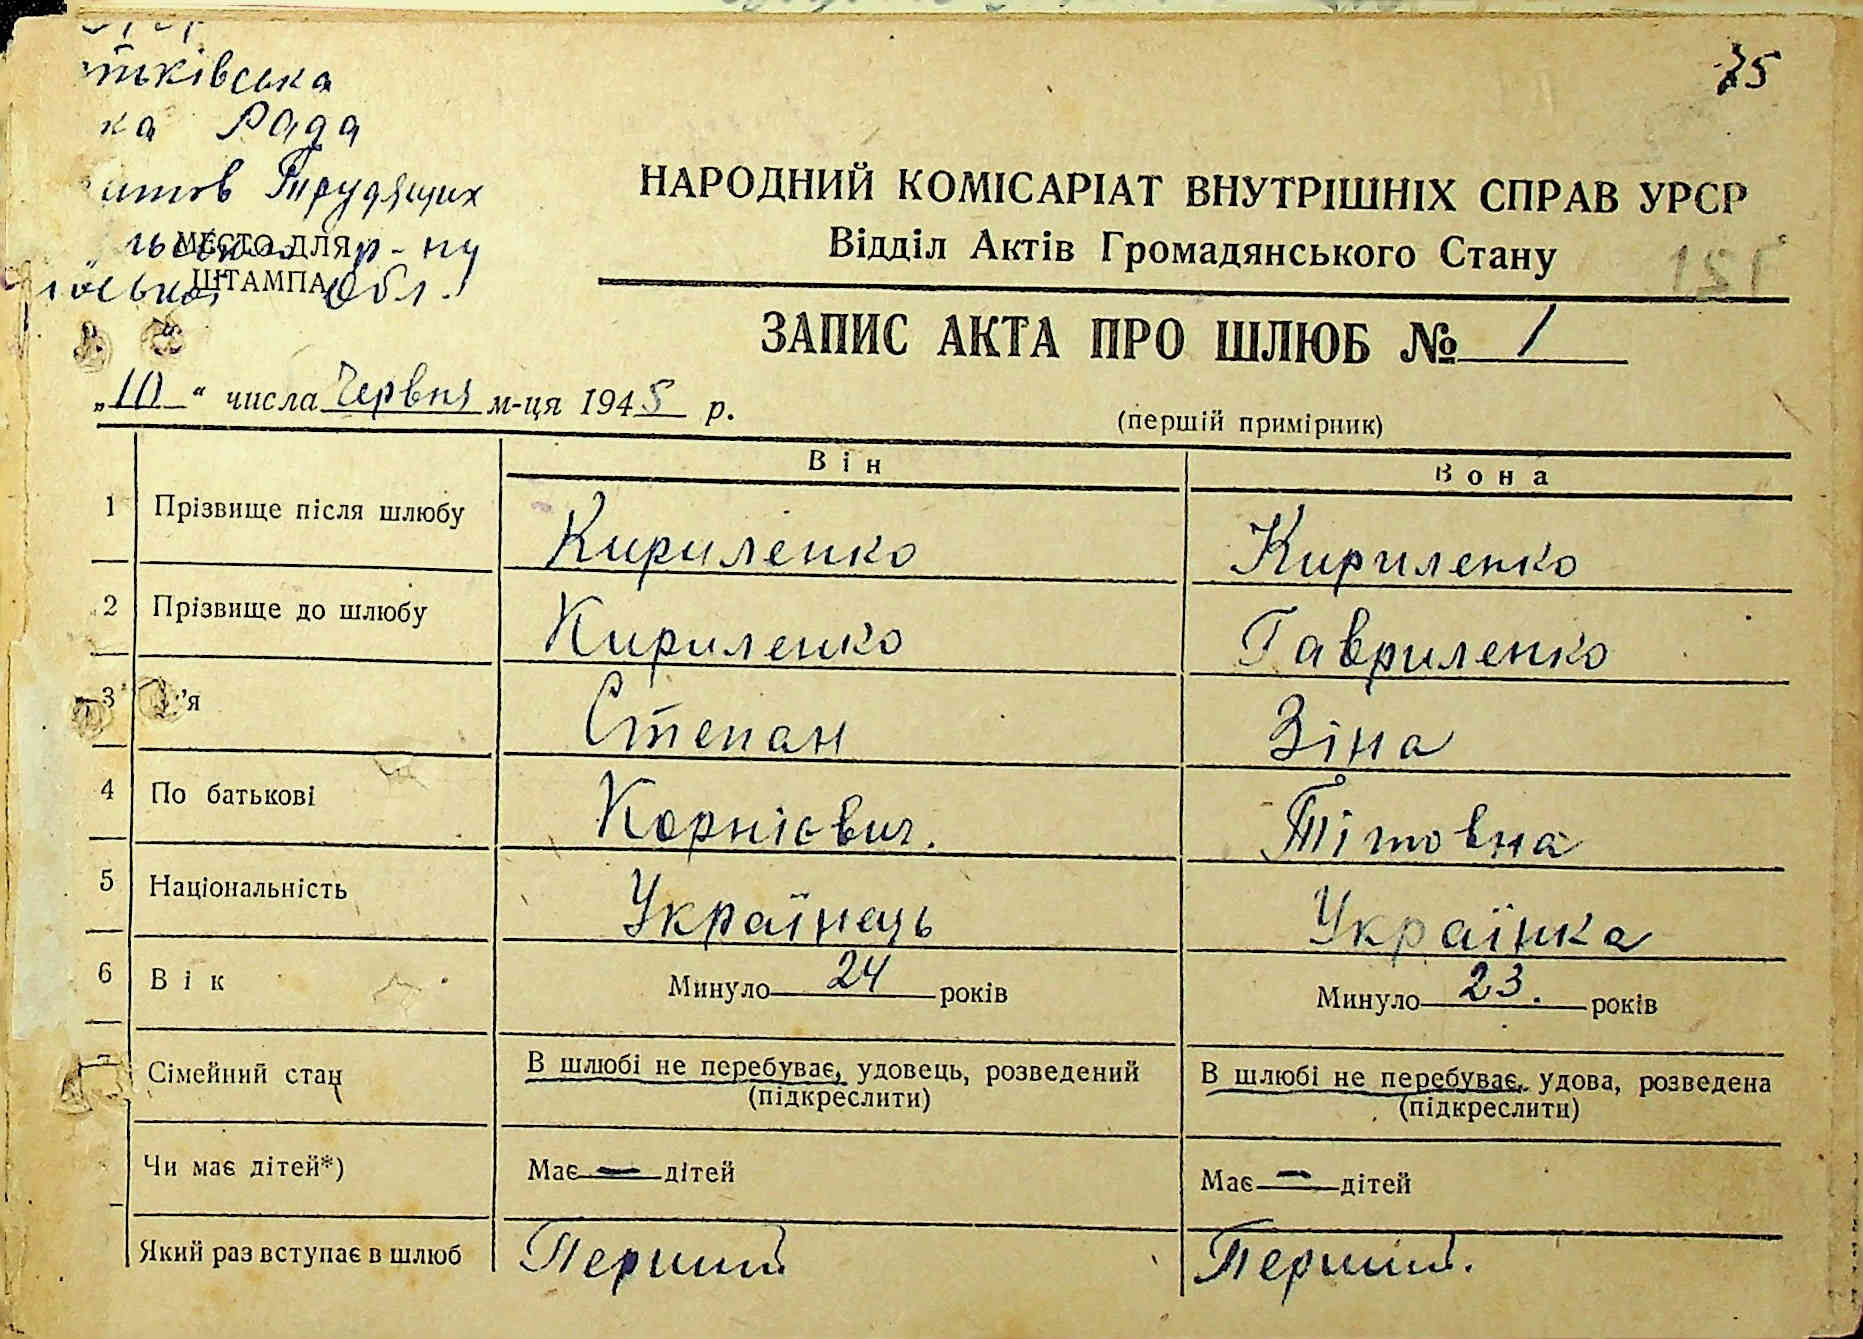 75
Рада
Трудящих
МЕСТО ДЛЯ
р-ну
ШТАМПА
Обл.
НАРОДНИЙ КОМІСАРІАТ ВНУТРІШНІХ СПРАВ УРСР
Відділ Актів Громадянського Стану
ЗАПИС АКТА ПРО ШЛЮБ № 1
„10“ числа Червня м-ця 1945 р.
(першій примірник)
Він Вона
1 Прізвище після шлюбу Кириленко Кириленко
2 Прізвище до шлюбу Кириленко Гавриленко
3 'я Степан Зіна
4 По батькові Корнієвич. Тітовна
5 Національність Українець Українка
6 Вік Минуло 24 років Минуло 23. років
Сімейний стан В шлюбі не перебуває, удовець, розведений В шлюбі не перебуває, удова, розведена
(підкреслити) (підкреслити)
Чи має дітей*) Має — дітей Має — дітей
Який раз вступає в шлюб Перший Перший.